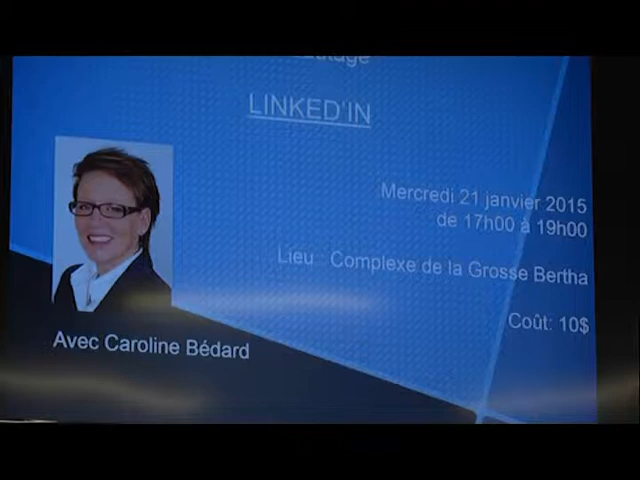 LINKED'IN
Mercredi 21 janvier 2015
de 17h00 à 19h00
Lieu : Complexe de la Grosse Bertha
Coût: 10$
Avec Caroline Bédard